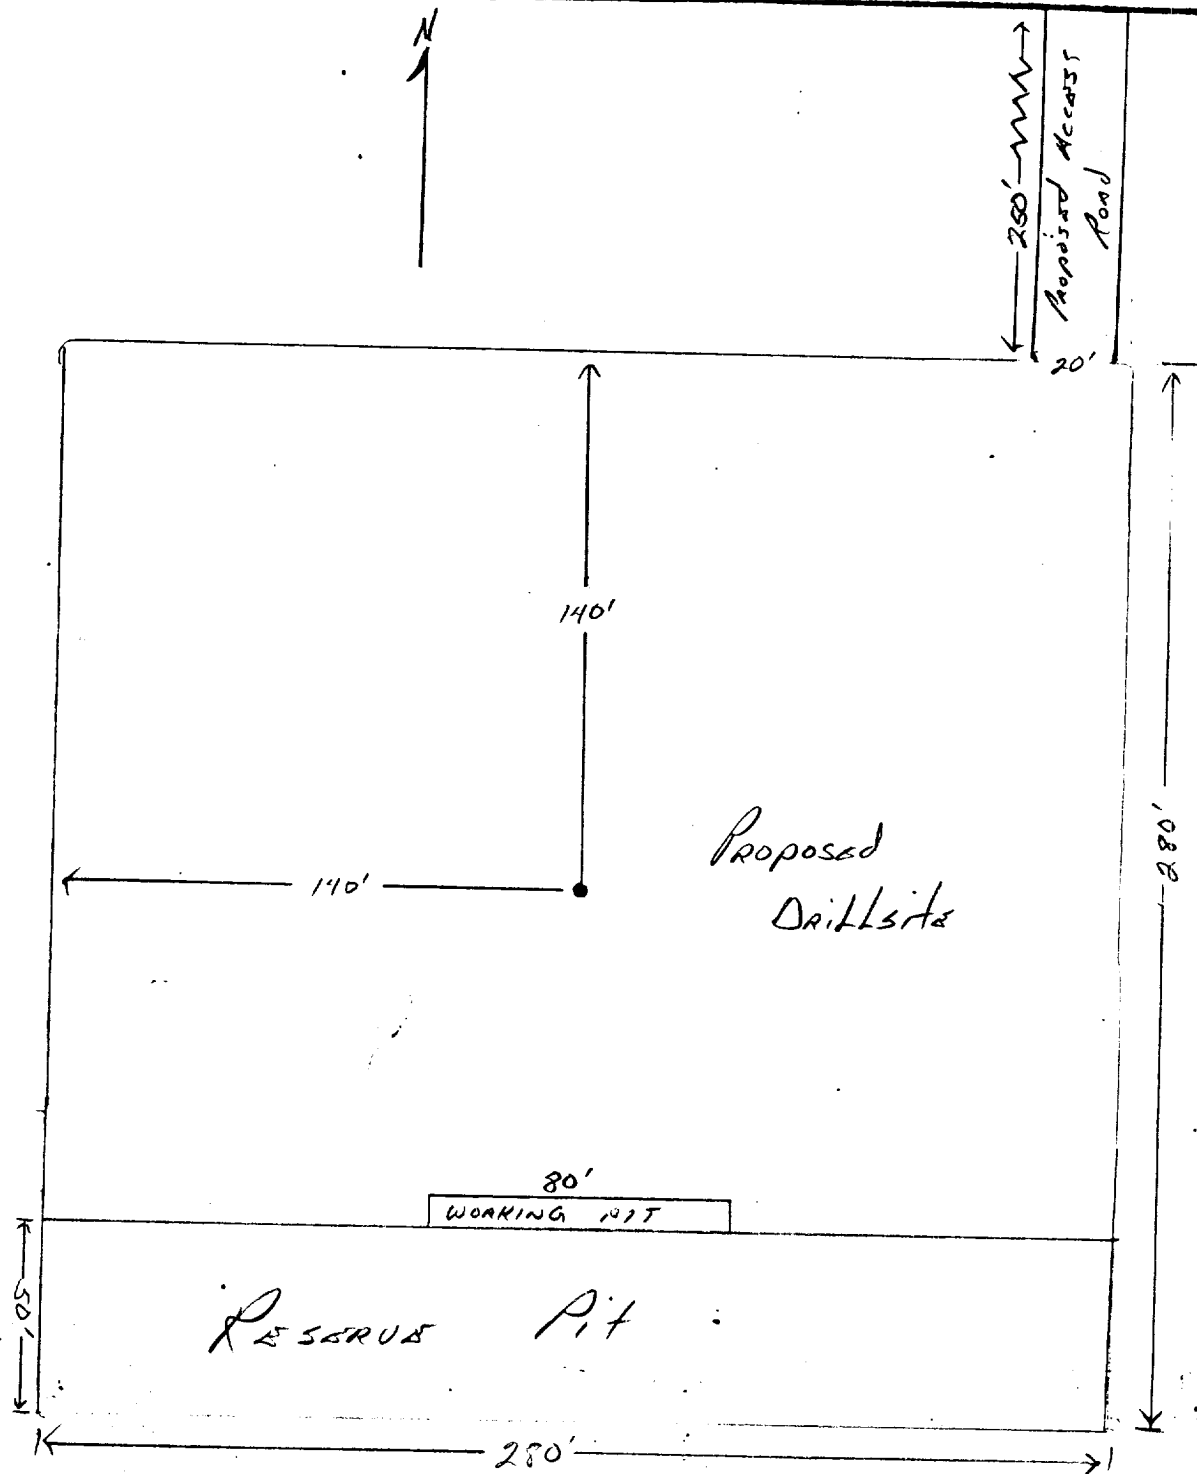 N
250'
Proposed Access
Road
20'
140'
140'
280'
Proposed
Drillsite
80'
WORKING PIT
50'
Reserve Pit
280'